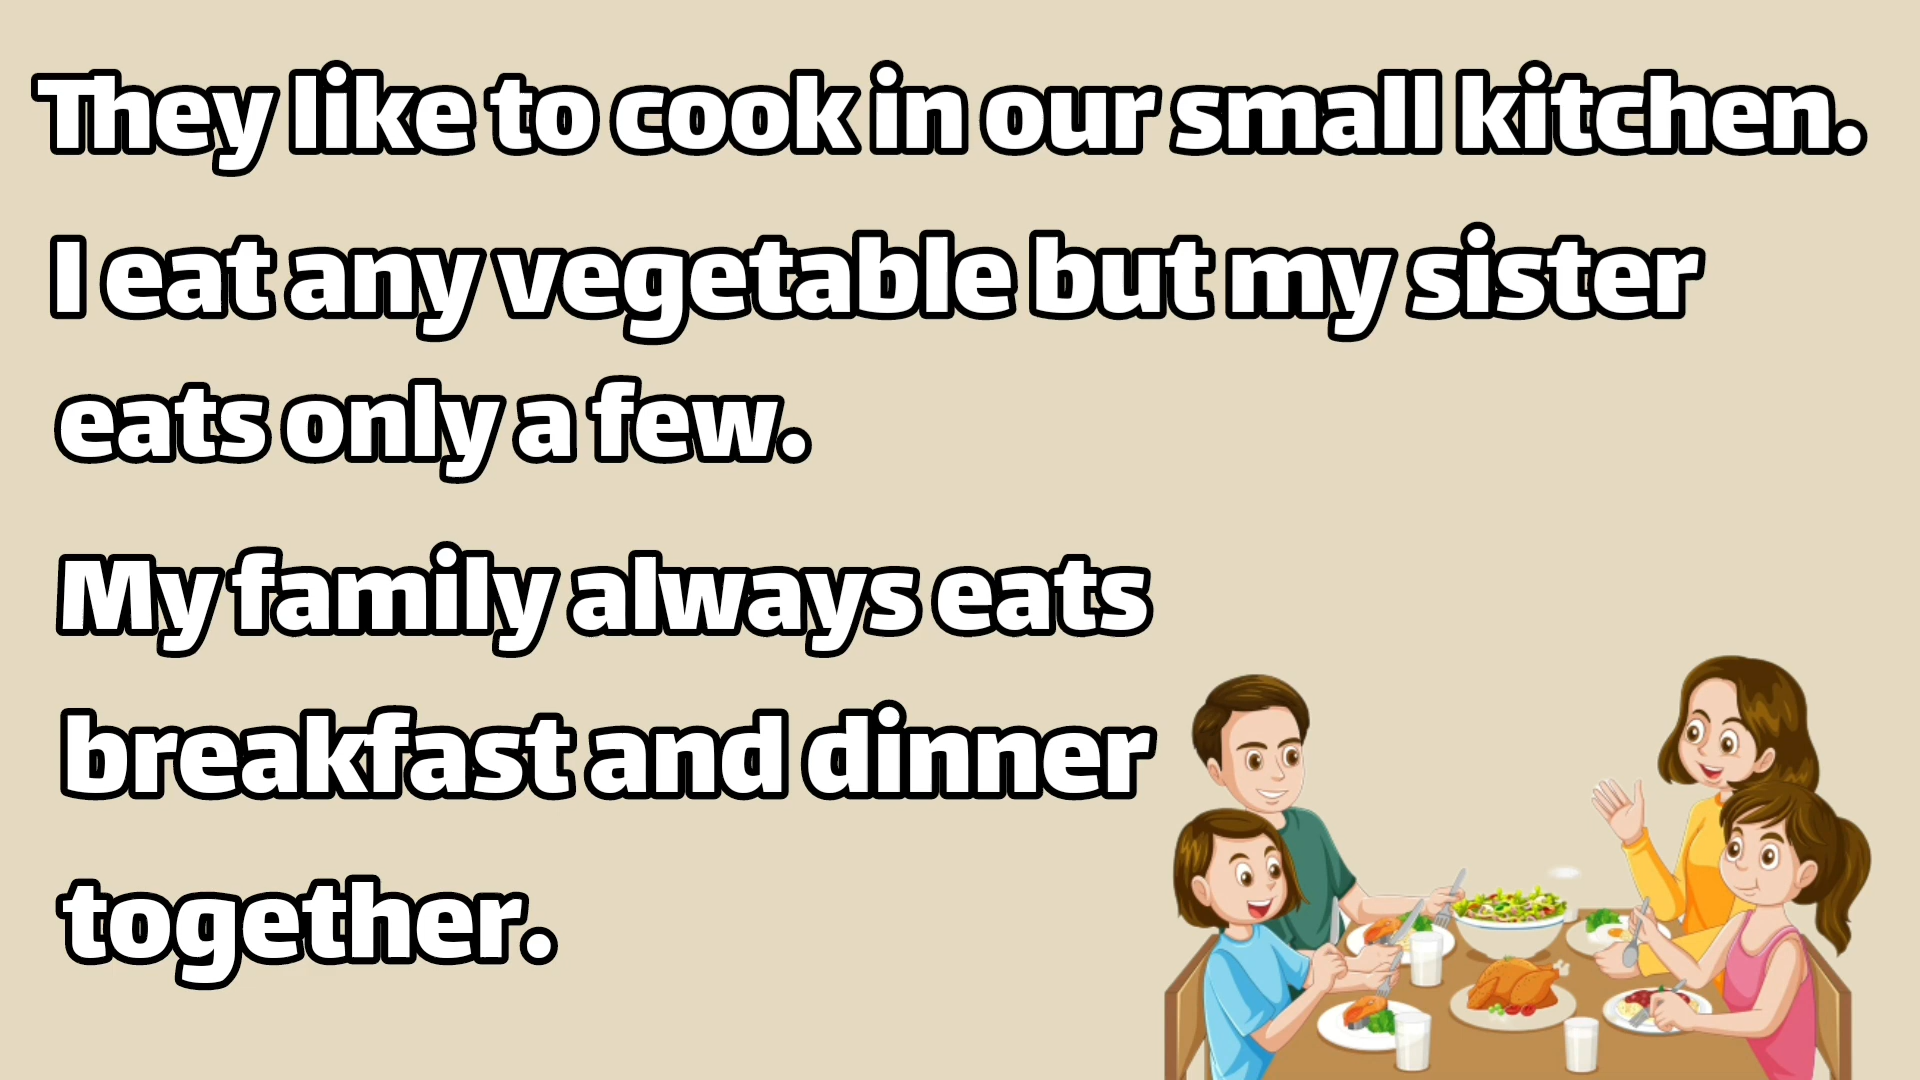 They like to cook in our small kitchen.
I eat any vegetable but my sister
eats only a few.
My family always eats
breakfast and dinner
together.